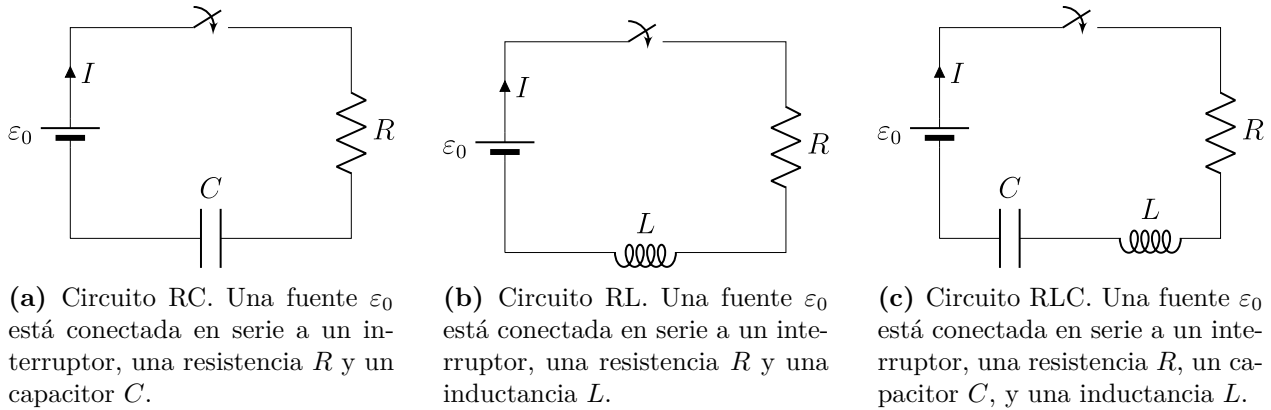 I
ε₀
R
C
(a) Circuito RC. Una fuente ε₀
está conectada en serie a un in-
terruptor, una resistencia R y un
capacitor C.
I
ε₀
R
L
(b) Circuito RL. Una fuente ε₀
está conectada en serie a un inte-
rruptor, una resistencia R y una
inductancia L.
I
ε₀
R
C
L
(c) Circuito RLC. Una fuente ε₀
está conectada en serie a un inte-
rruptor, una resistencia R, un ca-
pacitor C, y una inductancia L.